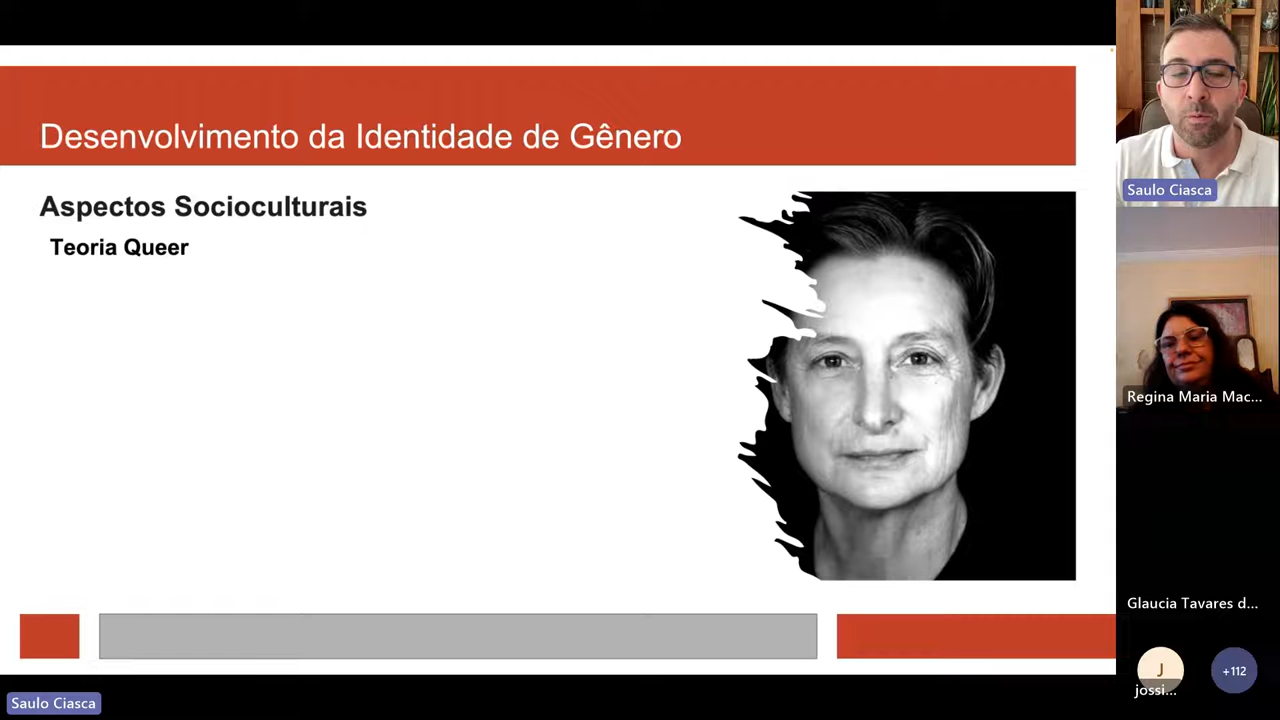 Desenvolvimento da Identidade de Gênero
Aspectos Socioculturais
Teoria Queer
Saulo Ciasca
Regina Maria Mac...
Glaucia Tavares d...
J
+112
jossi...
Saulo Ciasca